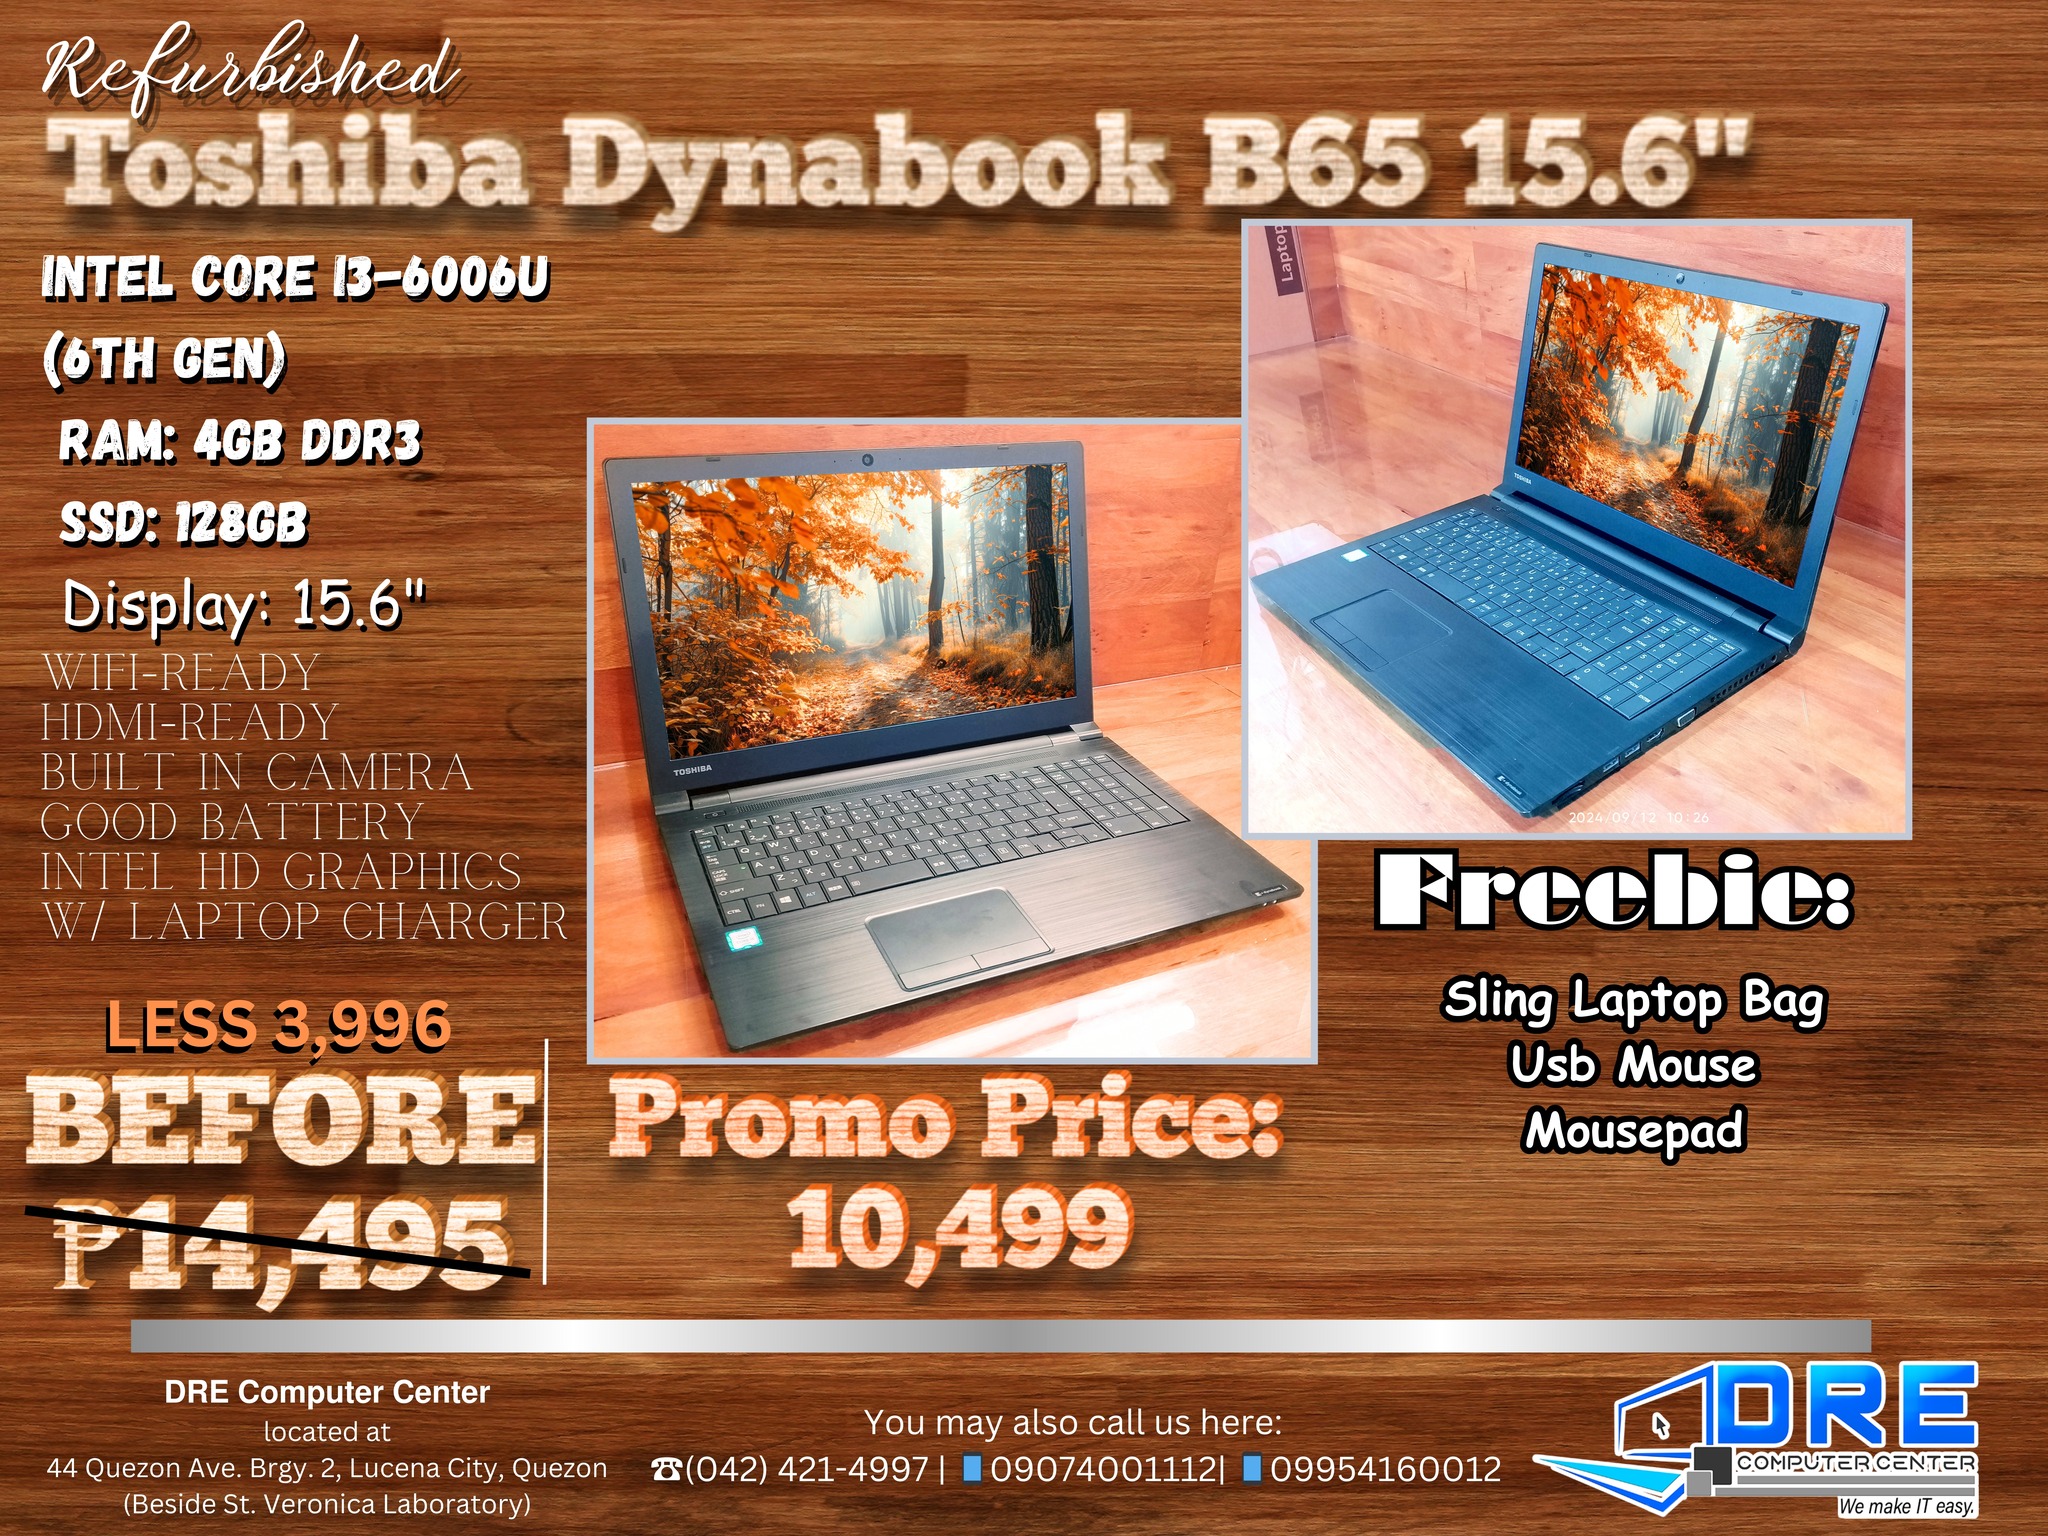 Refurbished
Toshiba Dynabook B65 15.6"
INTEL CORE I3-6006U
(6TH GEN)
RAM: 4GB DDR3
SSD: 128GB
Display: 15.6"
WIFI-READY
HDMI-READY
BUILT IN CAMERA
GOOD BATTERY
INTEL HD GRAPHICS
W/ LAPTOP CHARGER
Laptop
TOSHIBA
TOSHIBA
2024/09/12 10:26
Freebie:
Sling Laptop Bag
Usb Mouse
Mousepad
LESS 3,996
BEFORE
₱14,495
Promo Price:
10,499
DRE Computer Center
located at
44 Quezon Ave. Brgy. 2, Lucena City, Quezon
(Beside St. Veronica Laboratory)
You may also call us here:
☎(042) 421-4997 | 📱09074001112| 📱09954160012
DRE
COMPUTER CENTER
We make IT easy.